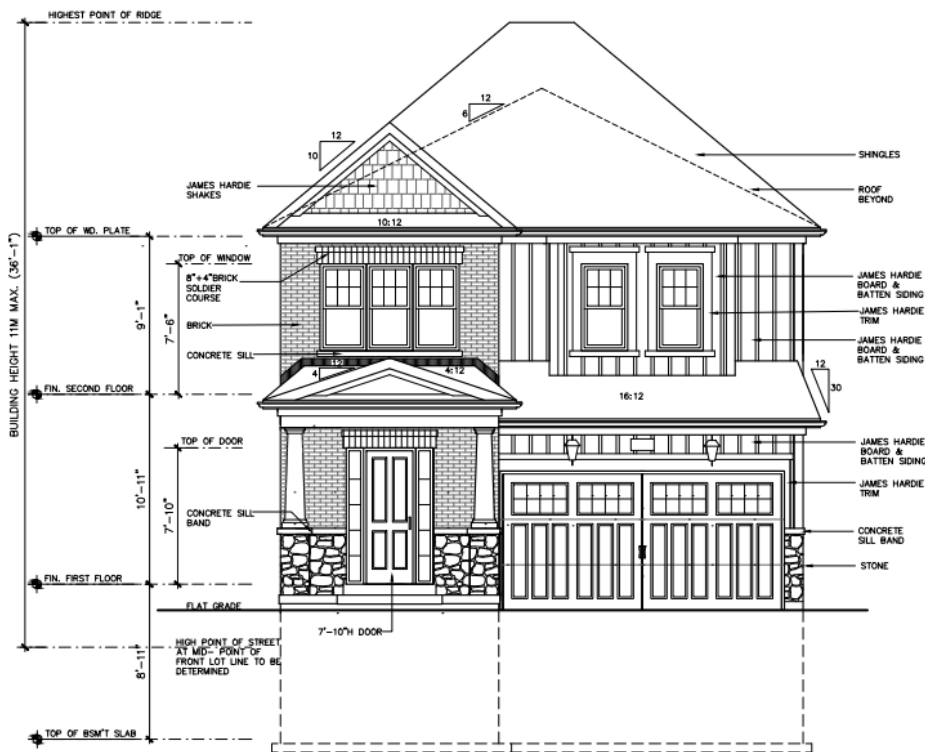 HIGHEST POINT OF RIDGE
12
6
12
10
SHINGLES
JAMES HARDIE
SHAKES
ROOF
BEYOND
10:12
TOP OF WD. PLATE
TOP OF WINDOW
8"+4"BRICK
SOLDIER
COURSE
JAMES HARDIE
BOARD &
BATTEN SIDING
JAMES HARDIE
TRIM
BRICK
JAMES HARDIE
BOARD &
BATTEN SIDING
CONCRETE SILL
9'-1"
7'-6"
BUILDING HEIGHT 11M MAX. (36'-1")
12
4
4:12
12
30
FIN. SECOND FLOOR
16:12
TOP OF DOOR
JAMES HARDIE
BOARD &
BATTEN SIDING
JAMES HARDIE
TRIM
10'-11"
7'-10"
CONCRETE SILL
BAND
CONCRETE
SILL BAND
STONE
FIN. FIRST FLOOR
FLAT GRADE
7'-10"H DOOR
HIGH POINT OF STREET
AT MID- POINT OF
FRONT LOT LINE TO BE
DETERMINED
8'-11"
TOP OF BSM'T SLAB